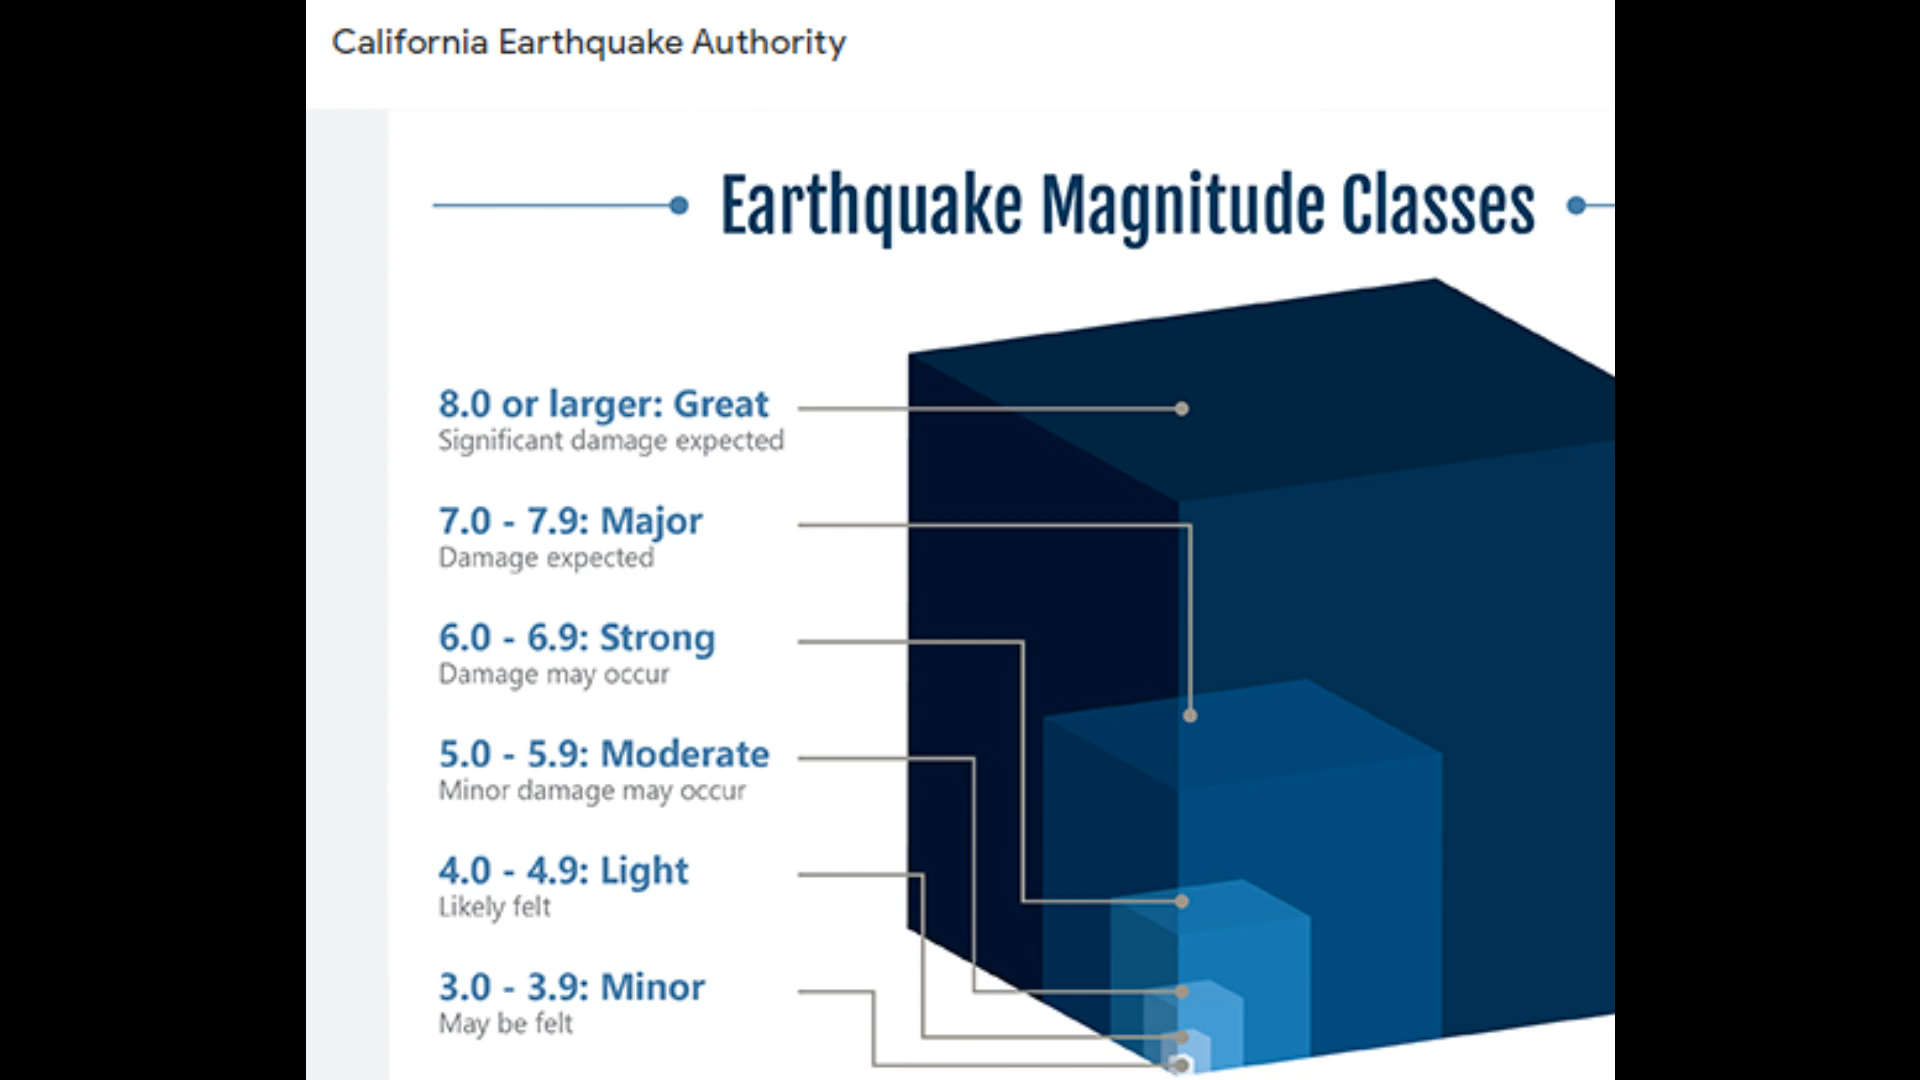 California Earthquake Authority
Earthquake Magnitude Classes
8.0 or larger: Great
Significant damage expected
7.0 - 7.9: Major
Damage expected
6.0 - 6.9: Strong
Damage may occur
5.0 - 5.9: Moderate
Minor damage may occur
4.0 - 4.9: Light
Likely felt
3.0 - 3.9: Minor
May be felt